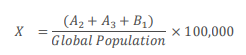 X = (A₂ + A₃ + B₁) / Global Population × 100,000